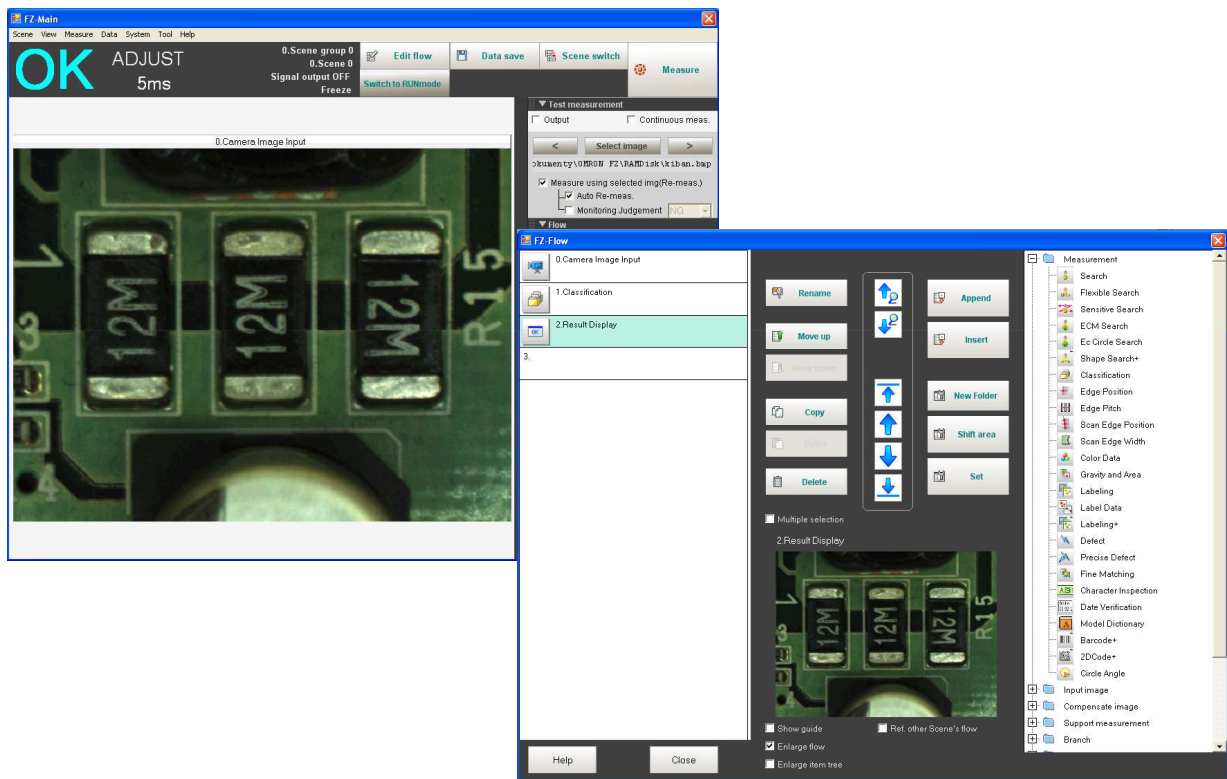 FZ-Main
Scene View Measure Data System Tool Help
OK
ADJUST
5ms
0.Scene group 0
0.Scene 0
Signal output OFF
Freeze
Edit flow
Data save
Scene switch
Switch to RUNmode
Measure
Test measurement
Output
Continuous meas.
<
Select image
>
okumenty\OMRON FZ\RAMDisk\kiban.bmp
Measure using selected img(Re-meas.)
Auto Re-meas.
Monitoring Judgement
NG
Flow
0.Camera Image Input
12M
12M
12M
R15
FZ-Flow
0.Camera Image Input
1.Classification
2.Result Display
3.
Rename
Move up
Move down
Copy
Paste
Delete
Append
Insert
New Folder
Shift area
Set
Multiple selection
2.Result Display
12M
12M
12M
R15
Show guide
Ref. other Scene's flow
Enlarge flow
Enlarge item tree
Help
Close
Measurement
Search
Flexible Search
Sensitive Search
ECM Search
Ec Circle Search
Shape Search+
Classification
Edge Position
Edge Pitch
Scan Edge Position
Scan Edge Width
Color Data
Gravity and Area
Labeling
Label Data
Labeling+
Defect
Precise Defect
Fine Matching
Character Inspection
Date Verification
Model Dictionary
Barcode+
2DCode+
Circle Angle
Input image
Compensate image
Support measurement
Branch